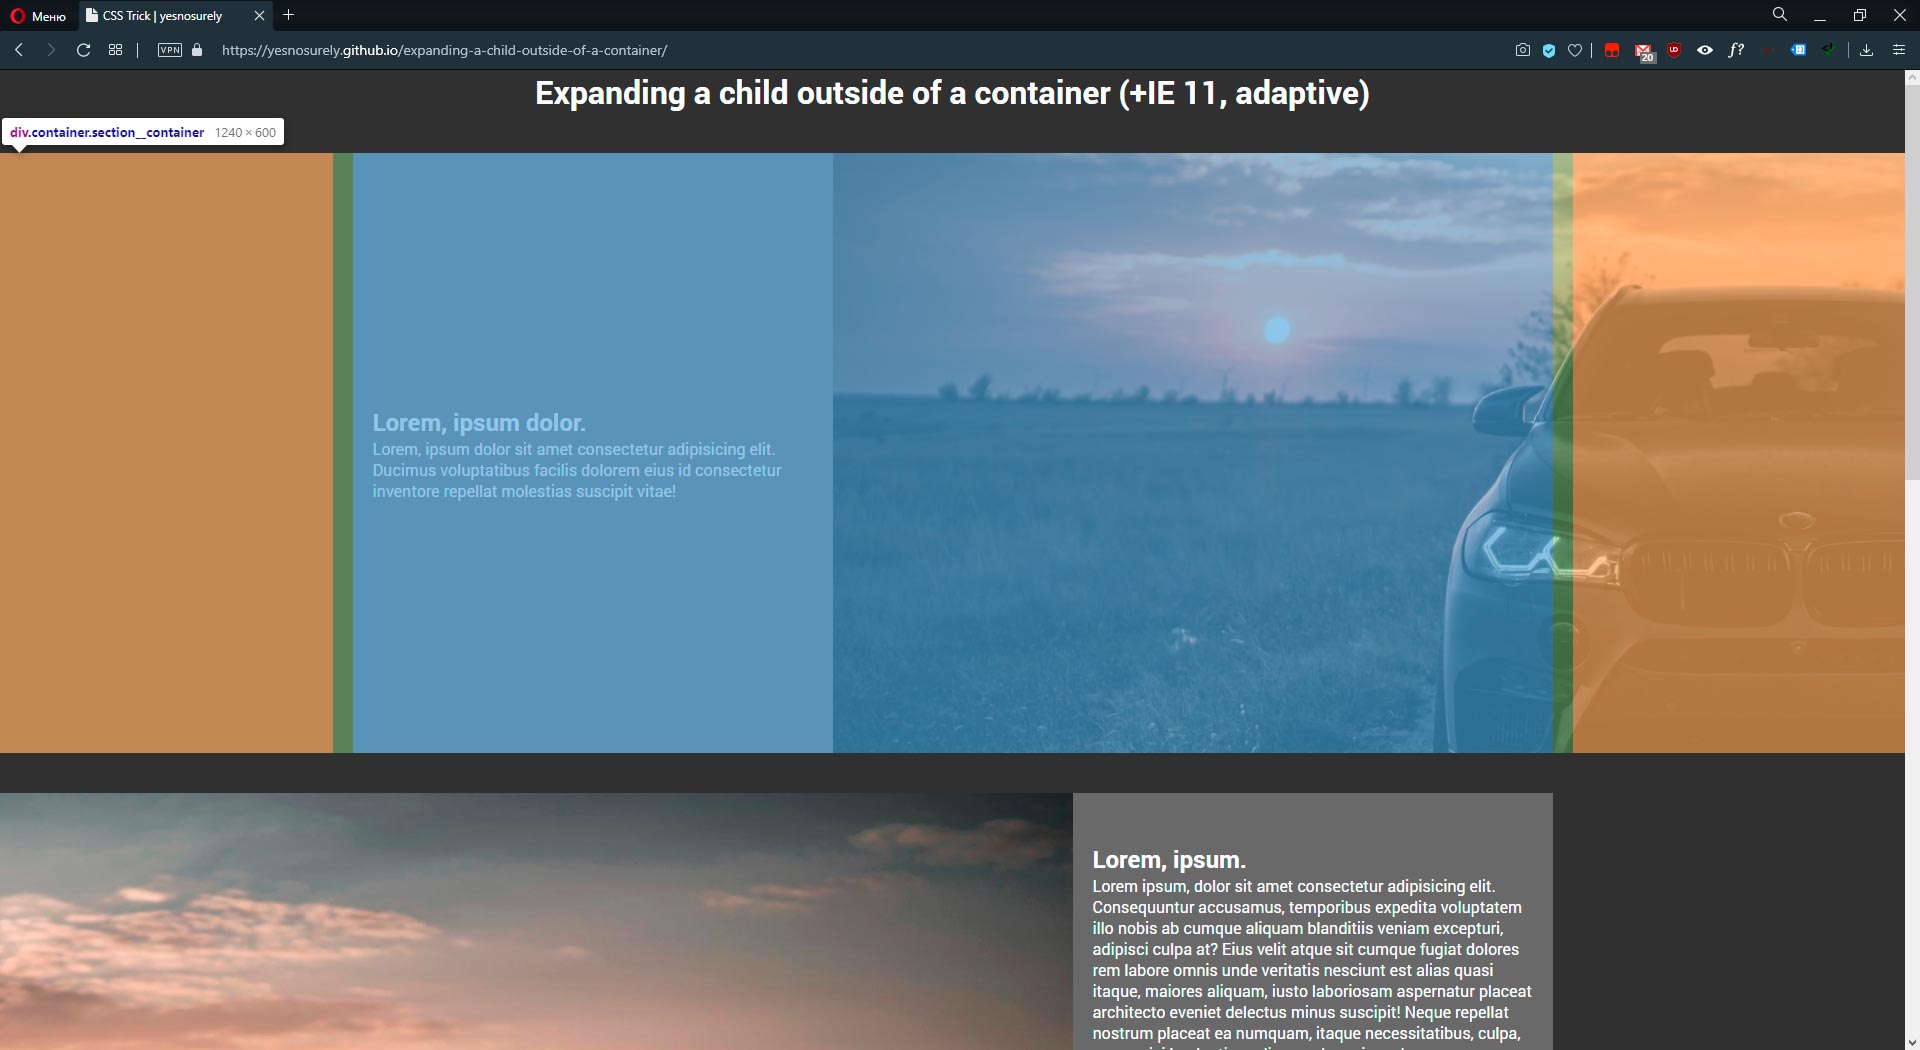 Меню
CSS Trick | yesnosurely
VPN
https://yesnosurely.github.io/expanding-a-child-outside-of-a-container/
20
f?
Expanding a child outside of a container (+IE 11, adaptive)
div.container.section__container 1240 × 600
Lorem, ipsum dolor.
Lorem, ipsum dolor sit amet consectetur adipisicing elit.
Ducimus voluptatibus facilis dolorem eius id consectetur
inventore repellat molestias suscipit vitae!
Lorem, ipsum.
Lorem ipsum, dolor sit amet consectetur adipisicing elit.
Consequuntur accusamus, temporibus expedita voluptatem
illo nobis ab cumque aliquam blanditiis veniam excepturi,
adipisci culpa at? Eius velit atque sit cumque fugiat dolores
rem labore omnis unde veritatis nesciunt est alias quasi
itaque, maiores aliquam, iusto laboriosam aspernatur placeat
architecto eveniet delectus minus suscipit! Neque repellat
nostrum placeat ea numquam, itaque necessitatibus, culpa,